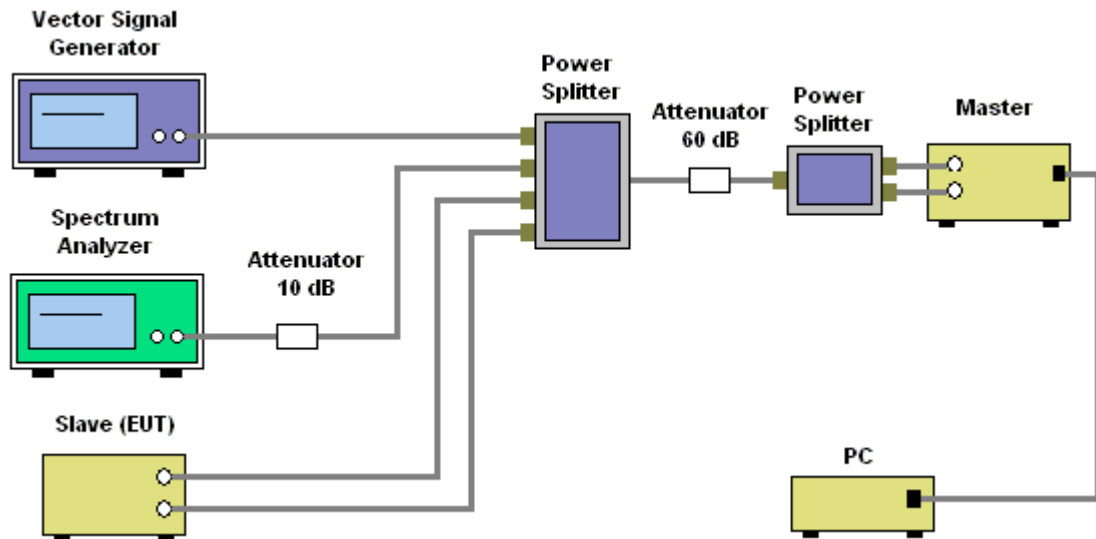 Vector Signal
Generator
Power
Splitter
Attenuator
60 dB
Power
Splitter
Master
Spectrum
Analyzer
Attenuator
10 dB
Slave (EUT)
PC